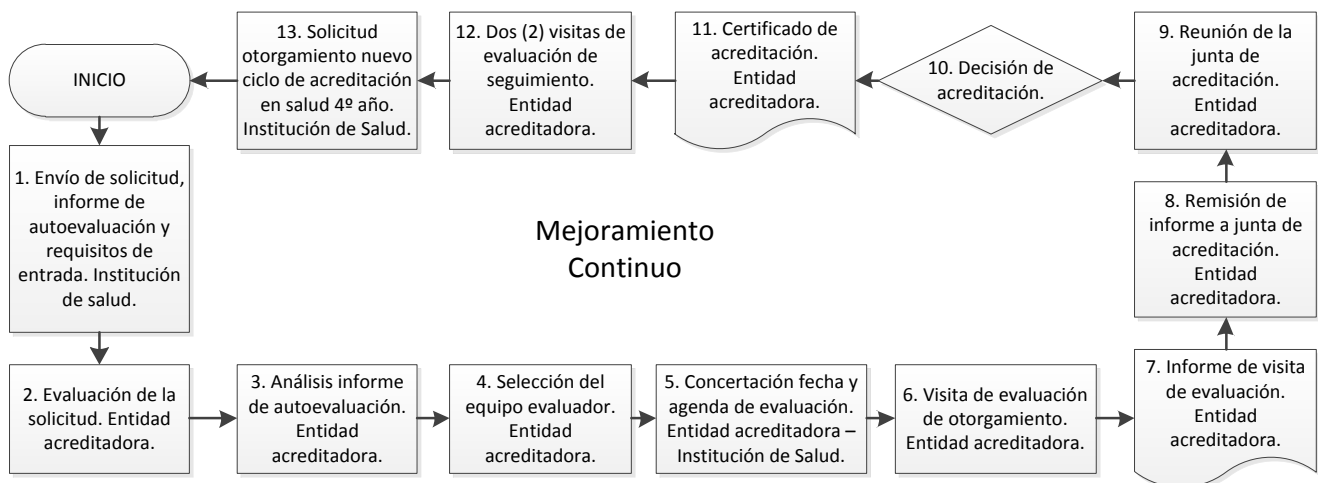 INICIO
1. Envío de solicitud,
informe de
autoevaluación y
requisitos de
entrada. Institución
de salud.
2. Evaluación de la
solicitud. Entidad
acreditadora.
3. Análisis informe
de autoevaluación.
Entidad
acreditadora.
4. Selección del
equipo evaluador.
Entidad
acreditadora.
5. Concertación fecha y
agenda de evaluación.
Entidad acreditadora –
Institución de Salud.
6. Visita de evaluación
de otorgamiento.
Entidad acreditadora.
7. Informe de visita
de evaluación.
Entidad
acreditadora.
8. Remisión de
informe a junta de
acreditación.
Entidad
acreditadora.
9. Reunión de la
junta de
acreditación.
Entidad
acreditadora.
10. Decisión de
acreditación.
11. Certificado de
acreditación.
Entidad
acreditadora.
12. Dos (2) visitas de
evaluación de
seguimiento.
Entidad
acreditadora.
13. Solicitud
otorgamiento nuevo
ciclo de acreditación
en salud 4º año.
Institución de Salud.
Mejoramiento
Continuo